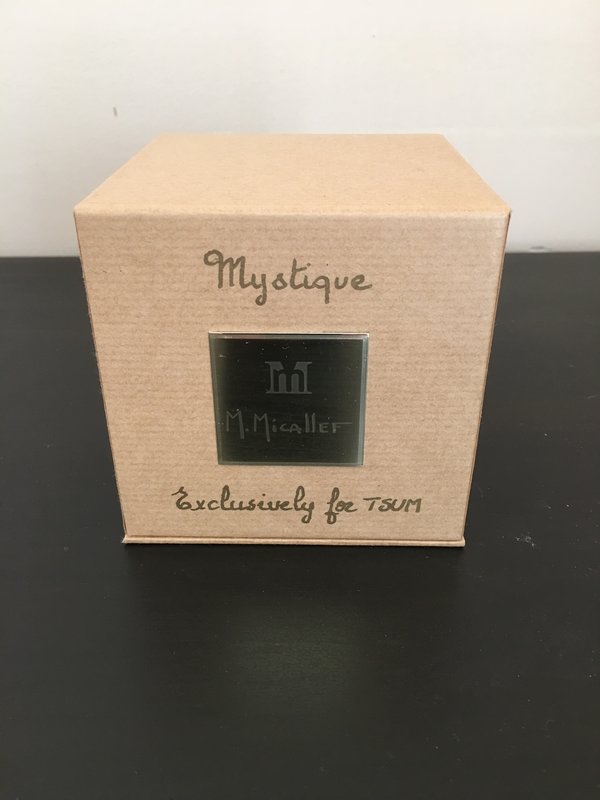 Mystique
M
M. Micallef
Exclusively for TSUM